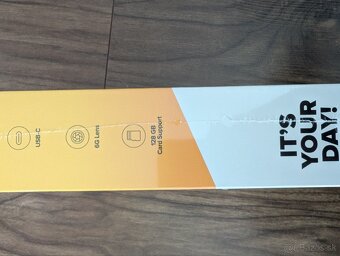 USB-C
6G Lens
128 GB
Card Support
IT'S
YOUR
DAY!